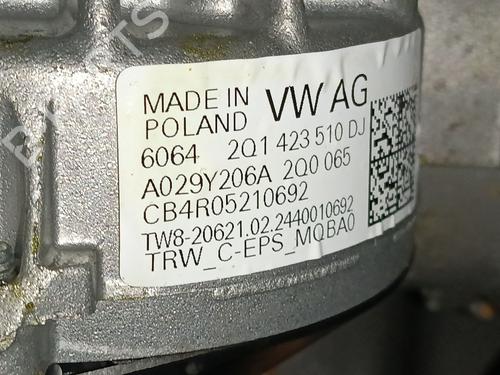 MADE IN
POLAND VW AG
6064 2Q1 423 510 DJ
A029Y206A 2Q0 065
CB4R05210692
TW8-20621.02.2440010692
TRW_C-EPS_MQBA0